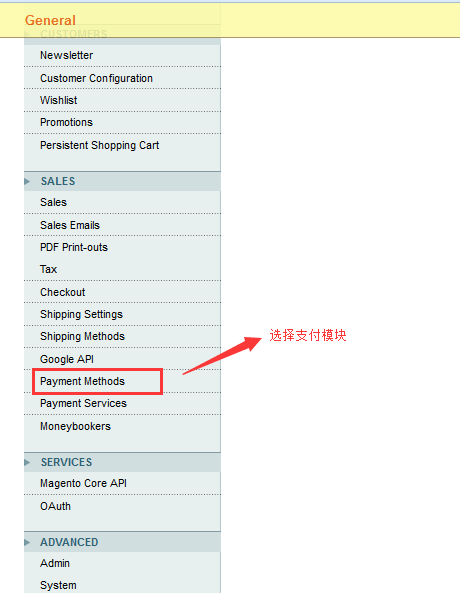 General
CUSTOMERS
Newsletter
Customer Configuration
Wishlist
Promotions
Persistent Shopping Cart
SALES
Sales
Sales Emails
PDF Print-outs
Tax
Checkout
Shipping Settings
Shipping Methods
选择支付模块
Google API
Payment Methods
Payment Services
Moneybookers
SERVICES
Magento Core API
OAuth
ADVANCED
Admin
System